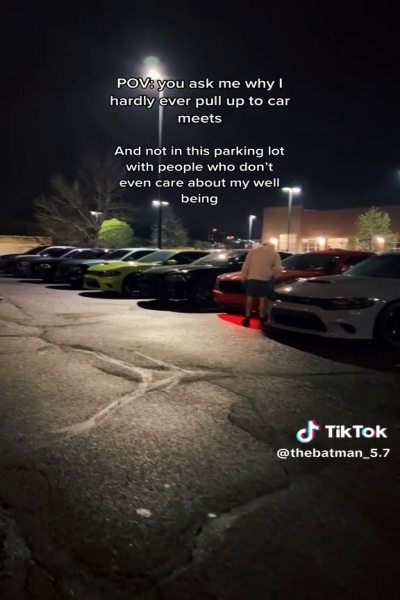 POV: you ask me why I
hardly ever pull up to car
meets
And not in this parking lot
with people who don't
even care about my well
being
TikTok
@thebatman_5.7